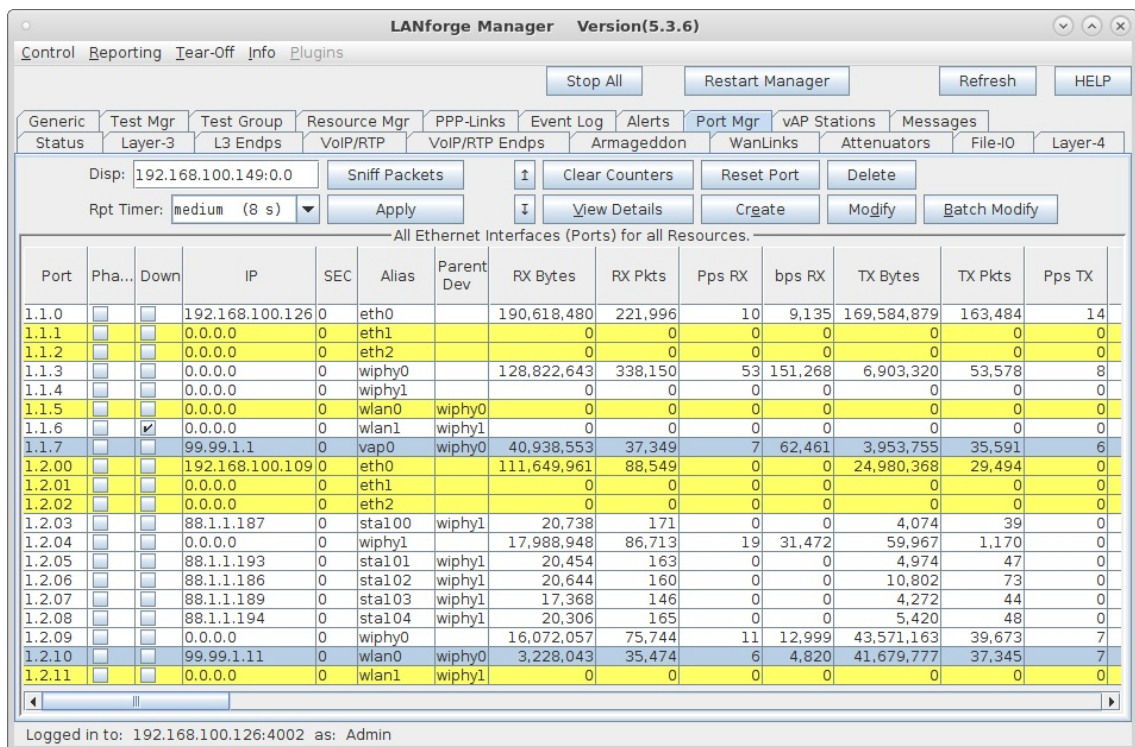 LANforge Manager Version(5.3.6)
Control Reporting Tear-Off Info Plugins
Stop All Restart Manager Refresh HELP
Generic Test Mgr Test Group Resource Mgr PPP-Links Event Log Alerts Port Mgr vAP Stations Messages
Status Layer-3 L3 Endps VoIP/RTP VoIP/RTP Endps Armageddon WanLinks Attenuators File-IO Layer-4
Disp: 192.168.100.149:0.0 Sniff Packets Clear Counters Reset Port Delete
Rpt Timer: medium (8 s) Apply View Details Create Modify Batch Modify
All Ethernet Interfaces (Ports) for all Resources.
Port Pha... Down IP SEC Alias Parent Dev RX Bytes RX Pkts Pps RX bps RX TX Bytes TX Pkts Pps TX
1.1.0 192.168.100.126 0 eth0 190,618,480 221,996 10 9,135 169,584,879 163,484 14
1.1.1 0.0.0.0 0 eth1 0 0 0 0 0 0 0
1.1.2 0.0.0.0 0 eth2 0 0 0 0 0 0 0
1.1.3 0.0.0.0 0 wiphy0 128,822,643 338,150 53 151,268 6,903,320 53,578 8
1.1.4 0.0.0.0 0 wiphy1 0 0 0 0 0 0 0
1.1.5 0.0.0.0 0 wlan0 wiphy0 0 0 0 0 0 0 0
1.1.6 0.0.0.0 0 wlan1 wiphy1 0 0 0 0 0 0 0
1.1.7 99.99.1.1 0 vap0 wiphy0 40,938,553 37,349 7 62,461 3,953,755 35,591 6
1.2.00 192.168.100.109 0 eth0 111,649,961 88,549 0 0 24,980,368 29,494 0
1.2.01 0.0.0.0 0 eth1 0 0 0 0 0 0 0
1.2.02 0.0.0.0 0 eth2 0 0 0 0 0 0 0
1.2.03 88.1.1.187 0 sta100 wiphy1 20,738 171 0 0 4,074 39 0
1.2.04 0.0.0.0 0 wiphy1 17,988,948 86,713 19 31,472 59,967 1,170 0
1.2.05 88.1.1.193 0 sta101 wiphy1 20,454 163 0 0 4,974 47 0
1.2.06 88.1.1.186 0 sta102 wiphy1 20,644 160 0 0 10,802 73 0
1.2.07 88.1.1.189 0 sta103 wiphy1 17,368 146 0 0 4,272 44 0
1.2.08 88.1.1.194 0 sta104 wiphy1 20,306 165 0 0 5,420 48 0
1.2.09 0.0.0.0 0 wiphy0 16,072,057 75,744 11 12,999 43,571,163 39,673 7
1.2.10 99.99.1.11 0 wlan0 wiphy0 3,228,043 35,474 6 4,820 41,679,777 37,345 7
1.2.11 0.0.0.0 0 wlan1 wiphy1 0 0 0 0 0 0 0
Logged in to: 192.168.100.126:4002 as: Admin